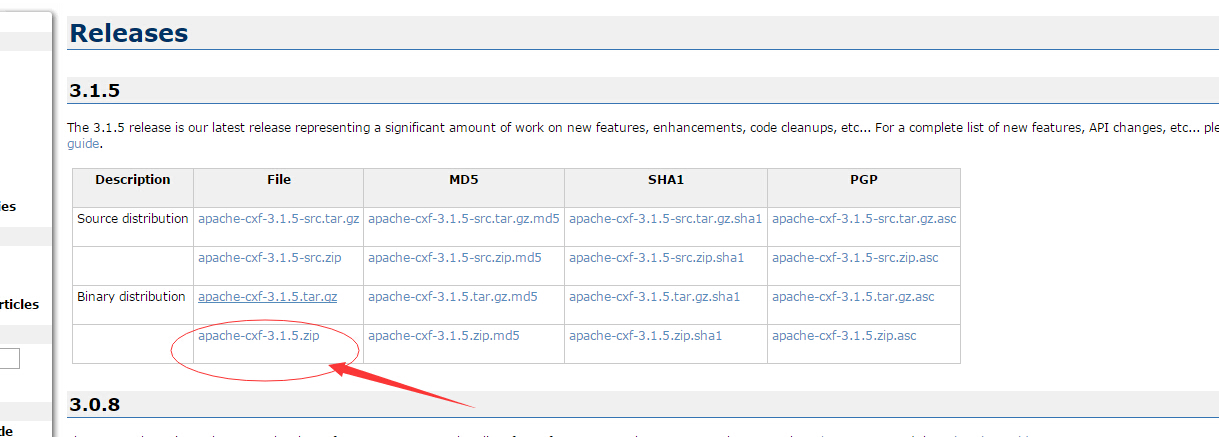 Releases
3.1.5
The 3.1.5 release is our latest release representing a significant amount of work on new features, enhancements, code cleanups, etc... For a complete list of new features, API changes, etc...
guide.
Description File MD5 SHA1 PGP
Source distribution apache-cxf-3.1.5-src.tar.gz apache-cxf-3.1.5-src.tar.gz.md5 apache-cxf-3.1.5-src.tar.gz.sha1 apache-cxf-3.1.5-src.tar.gz.asc
apache-cxf-3.1.5-src.zip apache-cxf-3.1.5-src.zip.md5 apache-cxf-3.1.5-src.zip.sha1 apache-cxf-3.1.5-src.zip.asc
ies
Binary distribution apache-cxf-3.1.5.tar.gz apache-cxf-3.1.5.tar.gz.md5 apache-cxf-3.1.5.tar.gz.sha1 apache-cxf-3.1.5.tar.gz.asc
rticles
apache-cxf-3.1.5.zip apache-cxf-3.1.5.zip.md5 apache-cxf-3.1.5.zip.sha1 apache-cxf-3.1.5.zip.asc
3.0.8
de